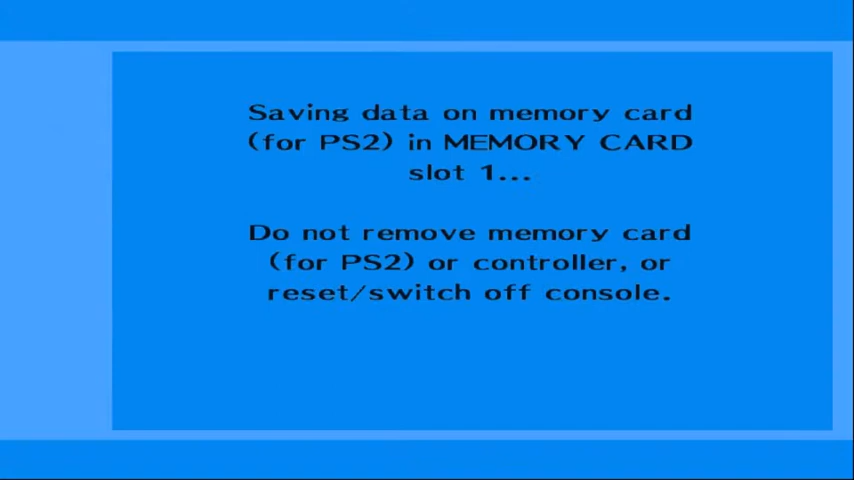 Saving data on memory card
(for PS2) in MEMORY CARD
slot 1...
Do not remove memory card
(for PS2) or controller, or
reset/switch off console.